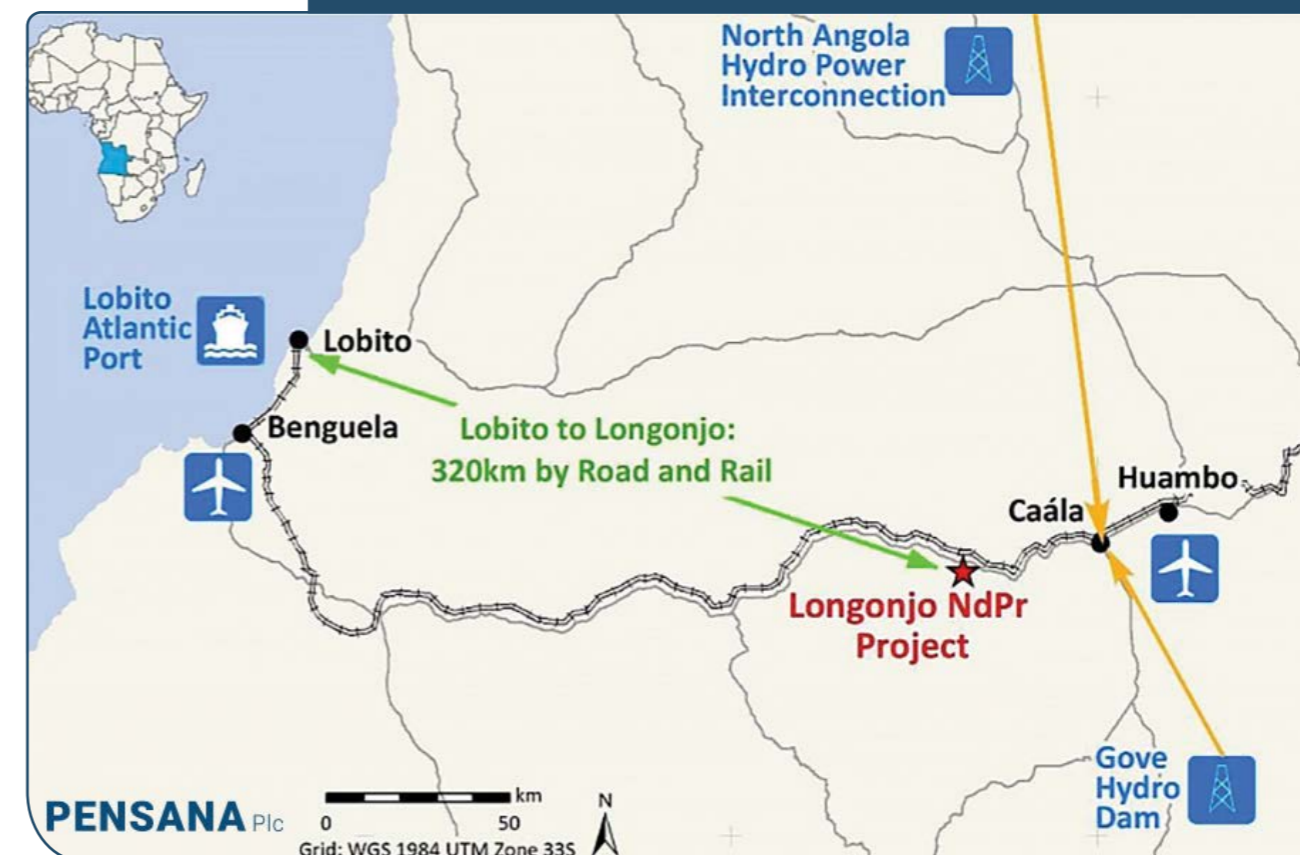 North Angola
Hydro Power
Interconnection
Lobito
Atlantic
Port
Lobito
Benguela
Lobito to Longonjo:
320km by Road and Rail
Huambo
Caála
Longonjo NdPr
Project
Gove
Hydro
Dam
PENSANA Plc
km
0 50
N
Grid: WGS 1984 UTM Zone 33S